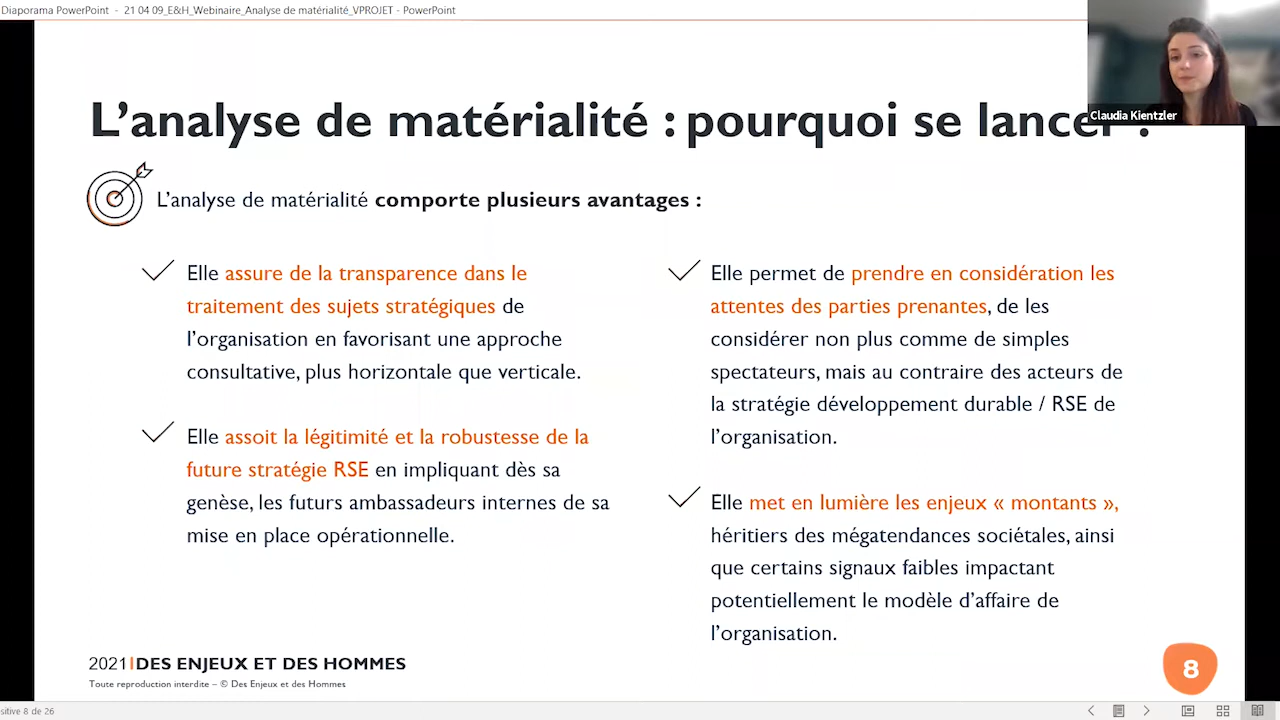 Diaporama PowerPoint - 21 04 09_E&H_Webinaire_Analyse de matérialité_VPROJET - PowerPoint
Claudia Kientzler
L'analyse de matérialité : pourquoi se lancer ?
L'analyse de matérialité comporte plusieurs avantages :
Elle assure de la transparence dans le
traitement des sujets stratégiques de
l'organisation en favorisant une approche
consultative, plus horizontale que verticale.
Elle assoit la légitimité et la robustesse de la
future stratégie RSE en impliquant dès sa
genèse, les futurs ambassadeurs internes de sa
mise en place opérationnelle.
Elle permet de prendre en considération les
attentes des parties prenantes, de les
considérer non plus comme de simples
spectateurs, mais au contraire des acteurs de
la stratégie développement durable / RSE de
l'organisation.
Elle met en lumière les enjeux « montants »,
héritiers des mégatendances sociétales, ainsi
que certains signaux faibles impactant
potentiellement le modèle d'affaire de
l'organisation.
2021 | DES ENJEUX ET DES HOMMES
Toute reproduction interdite – © Des Enjeux et des Hommes
8
sitive 8 de 26